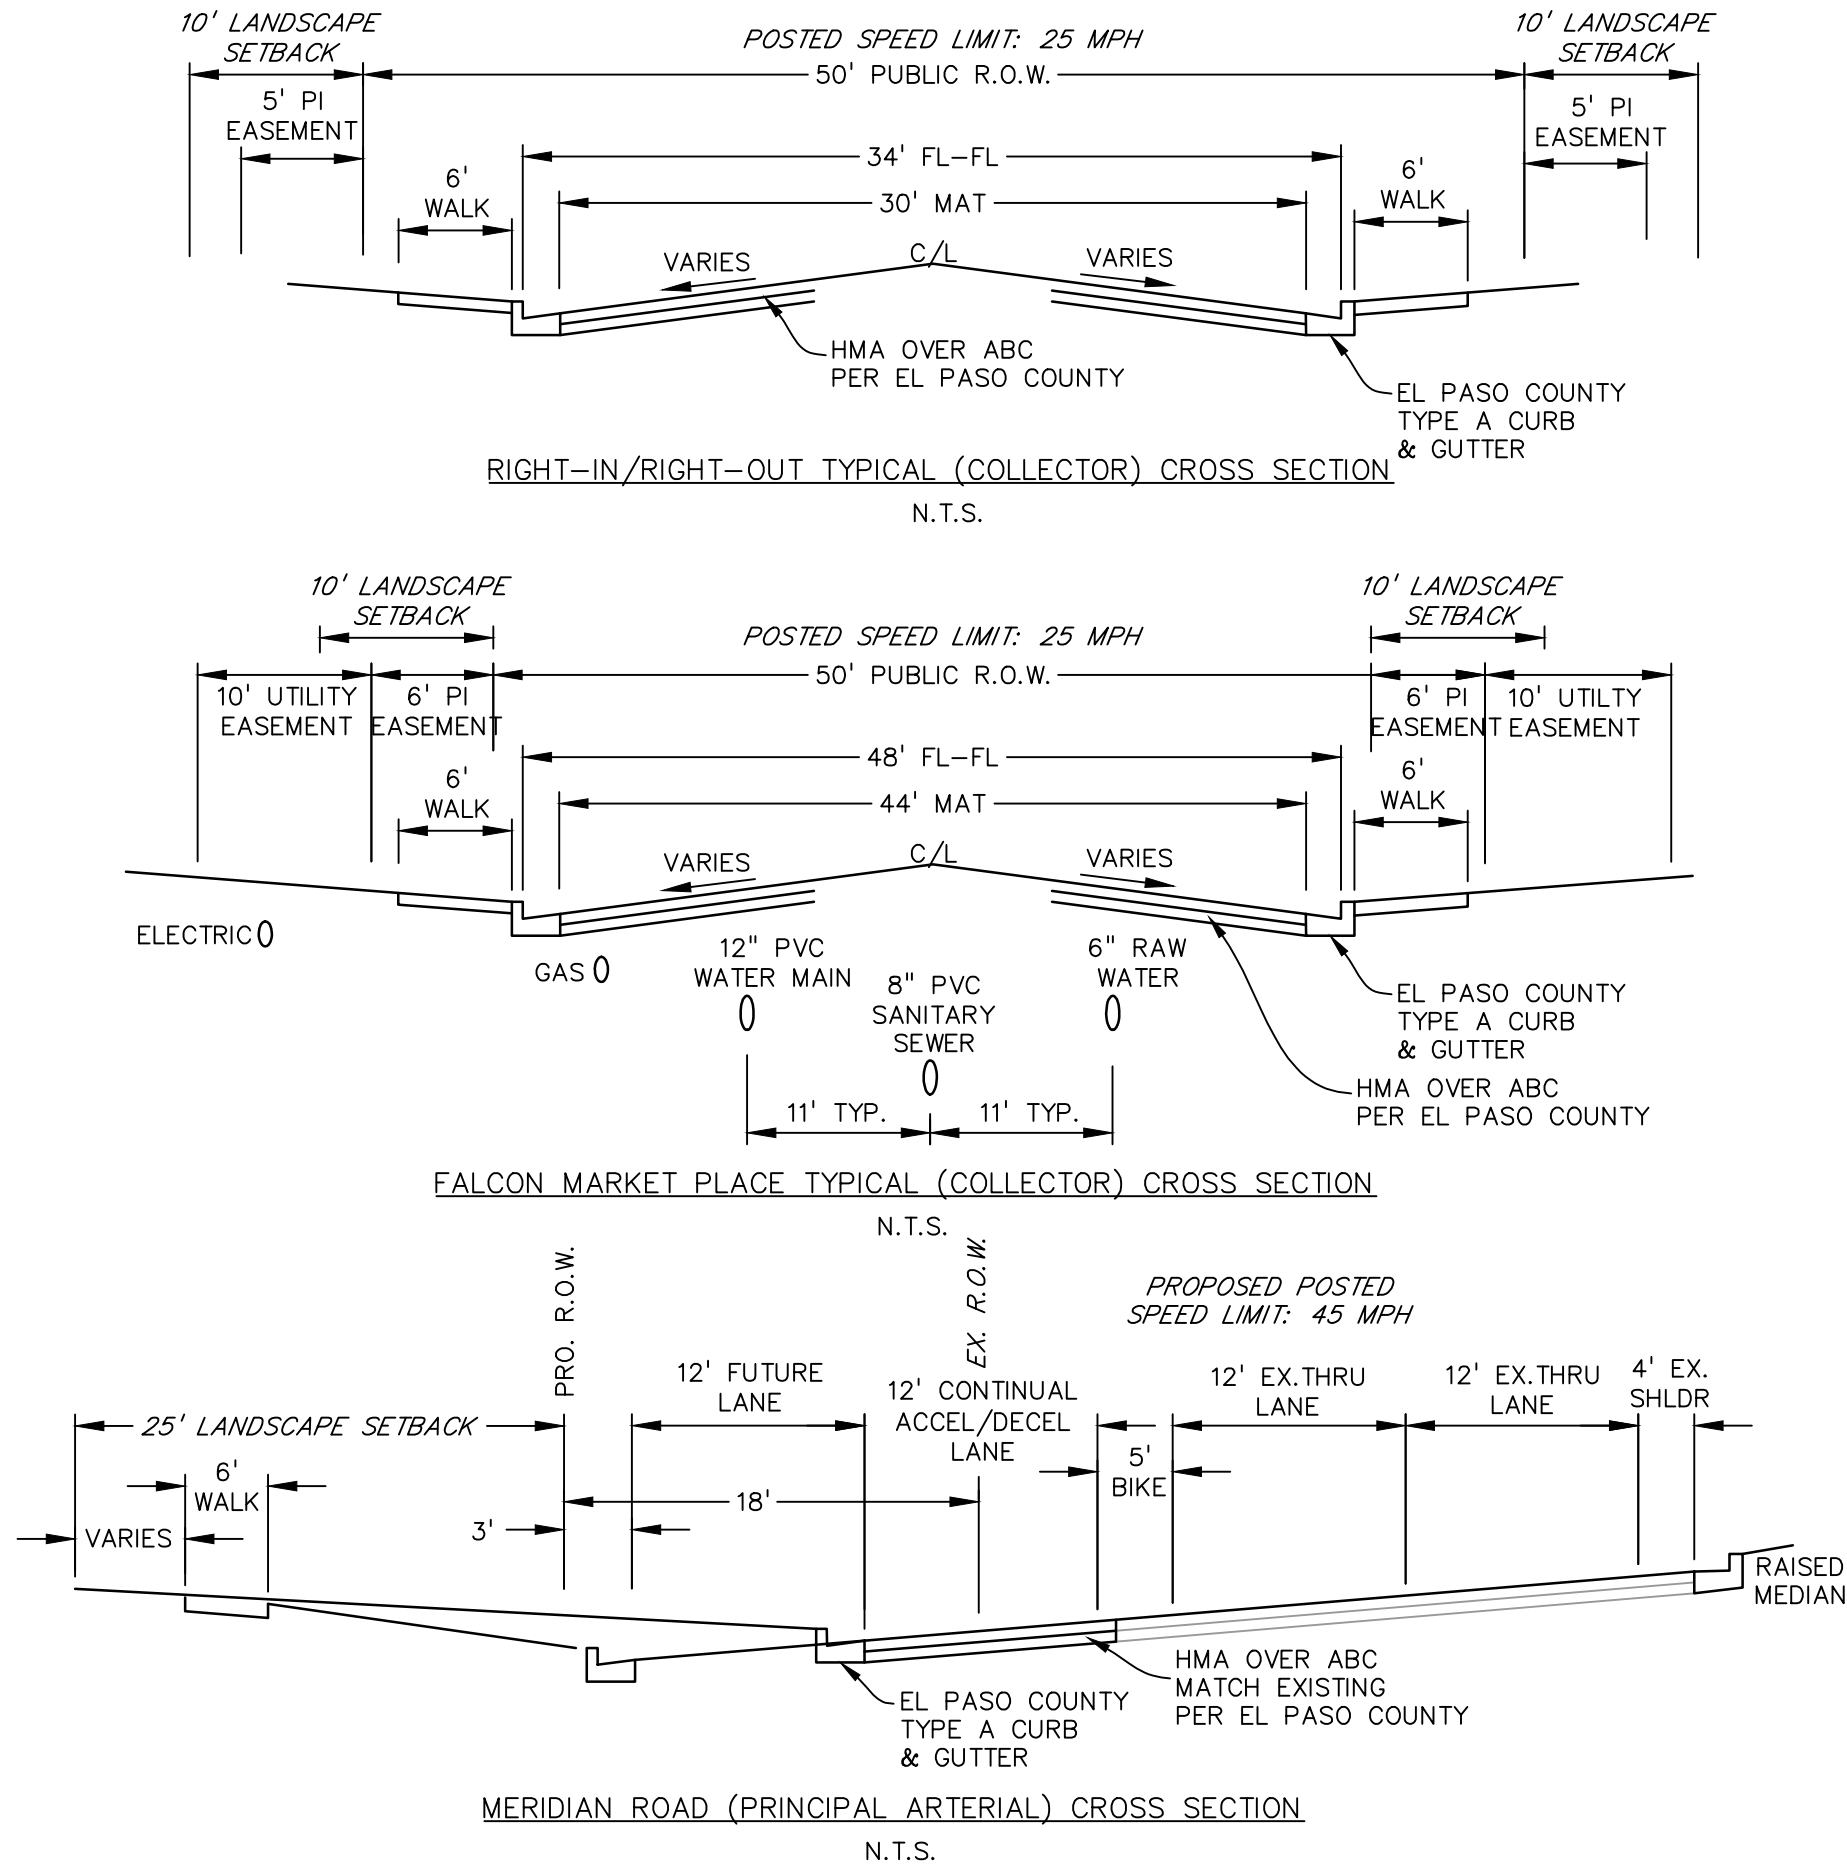 10' LANDSCAPE
SETBACK
POSTED SPEED LIMIT: 25 MPH
10' LANDSCAPE
SETBACK
50' PUBLIC R.O.W.
5' PI
EASEMENT
5' PI
EASEMENT
34' FL-FL
6'
WALK
30' MAT
6'
WALK
VARIES
C/L
VARIES
HMA OVER ABC
PER EL PASO COUNTY
EL PASO COUNTY
TYPE A CURB
& GUTTER
RIGHT-IN/RIGHT-OUT TYPICAL (COLLECTOR) CROSS SECTION
N.T.S.
10' LANDSCAPE
SETBACK
POSTED SPEED LIMIT: 25 MPH
10' LANDSCAPE
SETBACK
50' PUBLIC R.O.W.
10' UTILITY
EASEMENT
6' PI
EASEMENT
6' PI
EASEMENT
10' UTILTY
EASEMENT
48' FL-FL
6'
WALK
44' MAT
6'
WALK
VARIES
C/L
VARIES
ELECTRIC
GAS
12" PVC
WATER MAIN
8" PVC
SANITARY
SEWER
6" RAW
WATER
EL PASO COUNTY
TYPE A CURB
& GUTTER
HMA OVER ABC
PER EL PASO COUNTY
11' TYP.
11' TYP.
FALCON MARKET PLACE TYPICAL (COLLECTOR) CROSS SECTION
N.T.S.
PRO. R.O.W.
EX. R.O.W.
PROPOSED POSTED
SPEED LIMIT: 45 MPH
25' LANDSCAPE SETBACK
12' FUTURE
LANE
12' CONTINUAL
ACCEL/DECEL
LANE
12' EX.THRU
LANE
12' EX.THRU
LANE
4' EX.
SHLDR
5'
BIKE
6'
WALK
18'
3'
VARIES
RAISED
MEDIAN
HMA OVER ABC
MATCH EXISTING
PER EL PASO COUNTY
EL PASO COUNTY
TYPE A CURB
& GUTTER
MERIDIAN ROAD (PRINCIPAL ARTERIAL) CROSS SECTION
N.T.S.